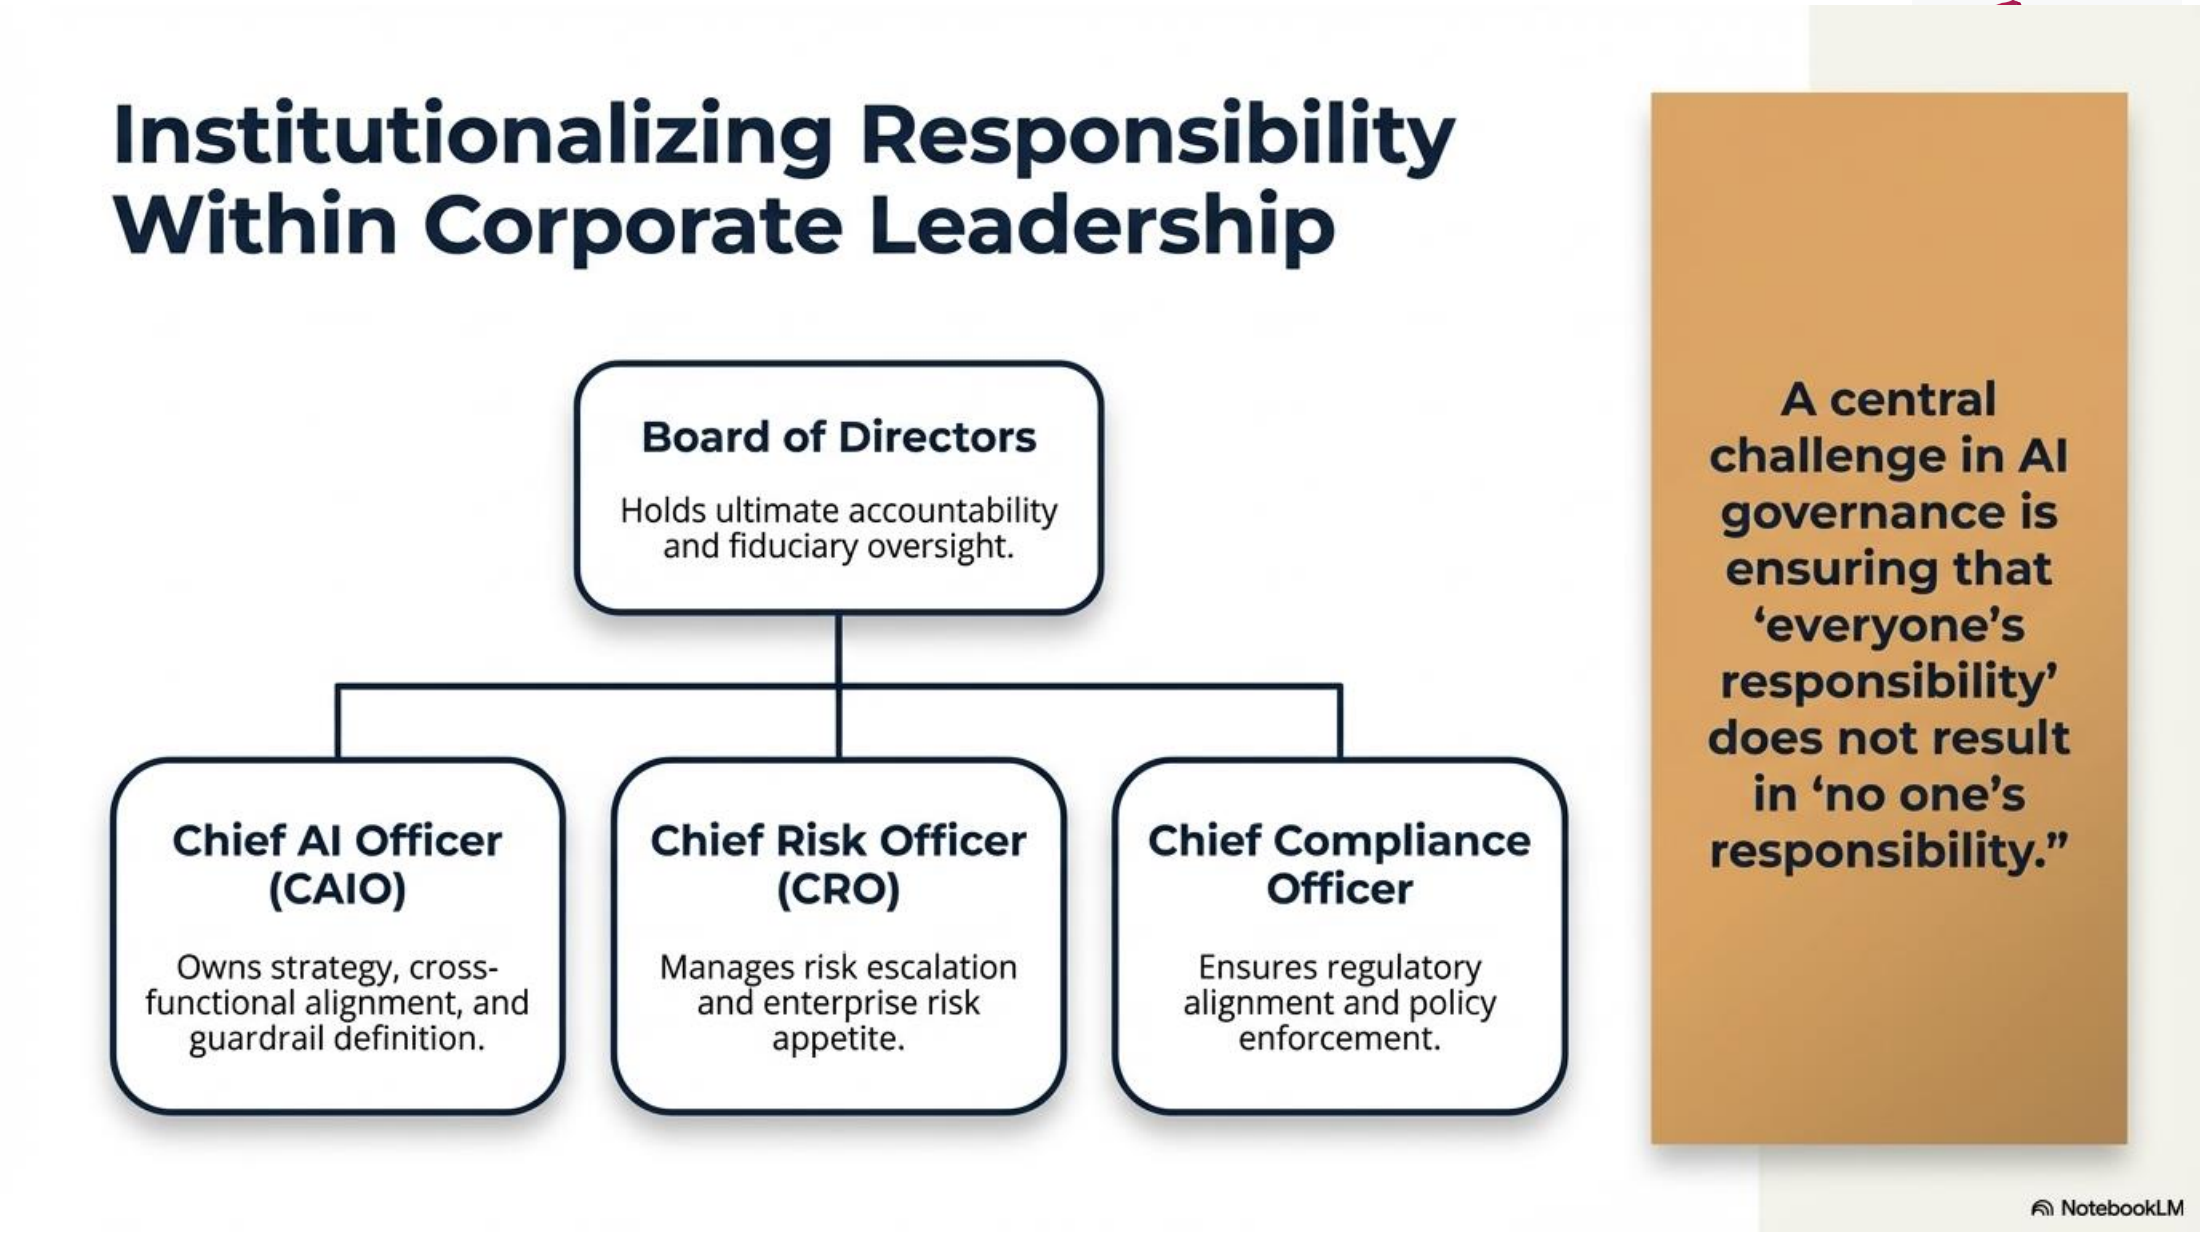 Institutionalizing Responsibility
Within Corporate Leadership
Board of Directors
Holds ultimate accountability
and fiduciary oversight.
Chief AI Officer
(CAIO)
Owns strategy, cross-
functional alignment, and
guardrail definition.
Chief Risk Officer
(CRO)
Manages risk escalation
and enterprise risk
appetite.
Chief Compliance
Officer
Ensures regulatory
alignment and policy
enforcement.
A central
challenge in AI
governance is
ensuring that
‘everyone’s
responsibility’
does not result
in ‘no one’s
responsibility.”
NotebookLM